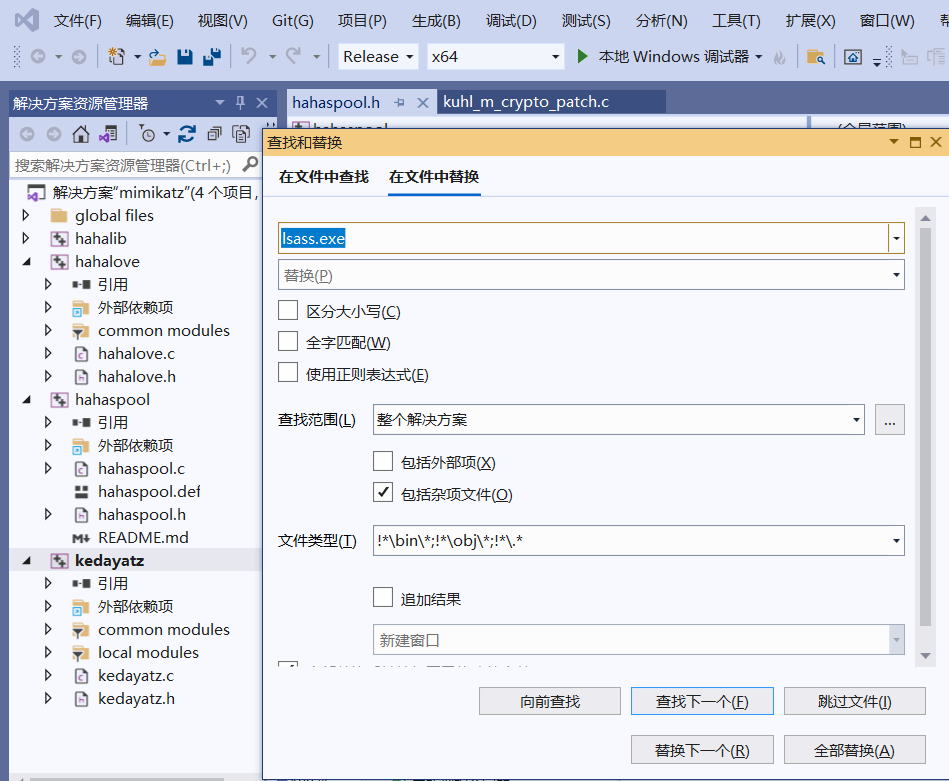 文件(F) 编辑(E) 视图(V) Git(G) 项目(P) 生成(B) 调试(D) 测试(S) 分析(N) 工具(T) 扩展(X) 窗口(W)
Release x64 本地 Windows 调试器
解决方案资源管理器
hahaspool.h kuhl_m_crypto_patch.c
hahaspool (全局范围)
搜索解决方案资源管理器(Ctrl+;)
解决方案"mimikatz"(4 个项目,
global files
hahalib
hahalove
引用
外部依赖项
common modules
hahalove.c
hahalove.h
hahaspool
引用
外部依赖项
hahaspool.c
hahaspool.def
hahaspool.h
README.md
kedayatz
引用
外部依赖项
common modules
local modules
kedayatz.c
kedayatz.h
查找和替换
在文件中查找 在文件中替换
lsass.exe
替换(P)
区分大小写(C)
全字匹配(W)
使用正则表达式(E)
查找范围(L) 整个解决方案 ...
包括外部项(X)
包括杂项文件(O)
文件类型(T) !*\bin\*;!*\obj\*;!*\.*
追加结果
新建窗口
向前查找 查找下一个(F) 跳过文件(I)
替换下一个(R) 全部替换(A)